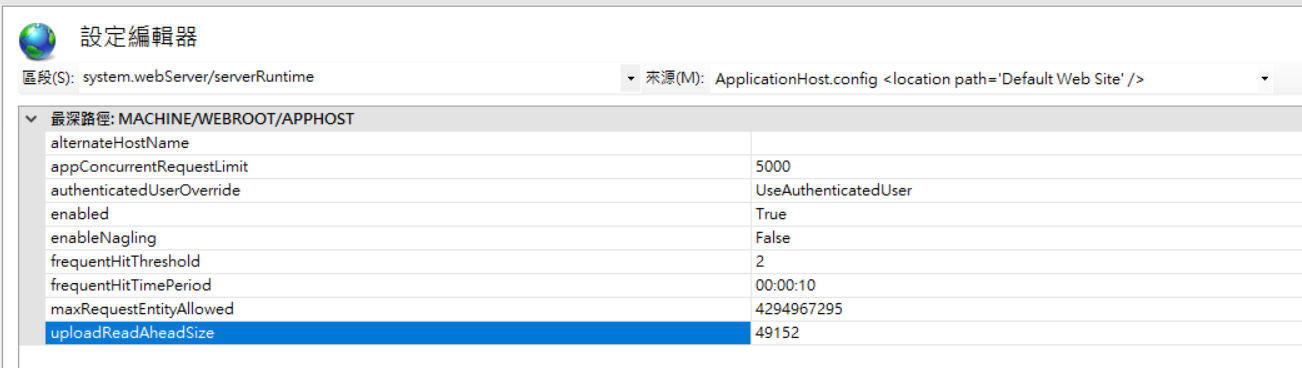 設定編輯器
區段(S): system.webServer/serverRuntime 來源(M): ApplicationHost.config <location path='Default Web Site' />
最深路徑: MACHINE/WEBROOT/APPHOST
alternateHostName
appConcurrentRequestLimit 5000
authenticatedUserOverride UseAuthenticatedUser
enabled True
enableNagling False
frequentHitThreshold 2
frequentHitTimePeriod 00:00:10
maxRequestEntityAllowed 4294967295
uploadReadAheadSize 49152